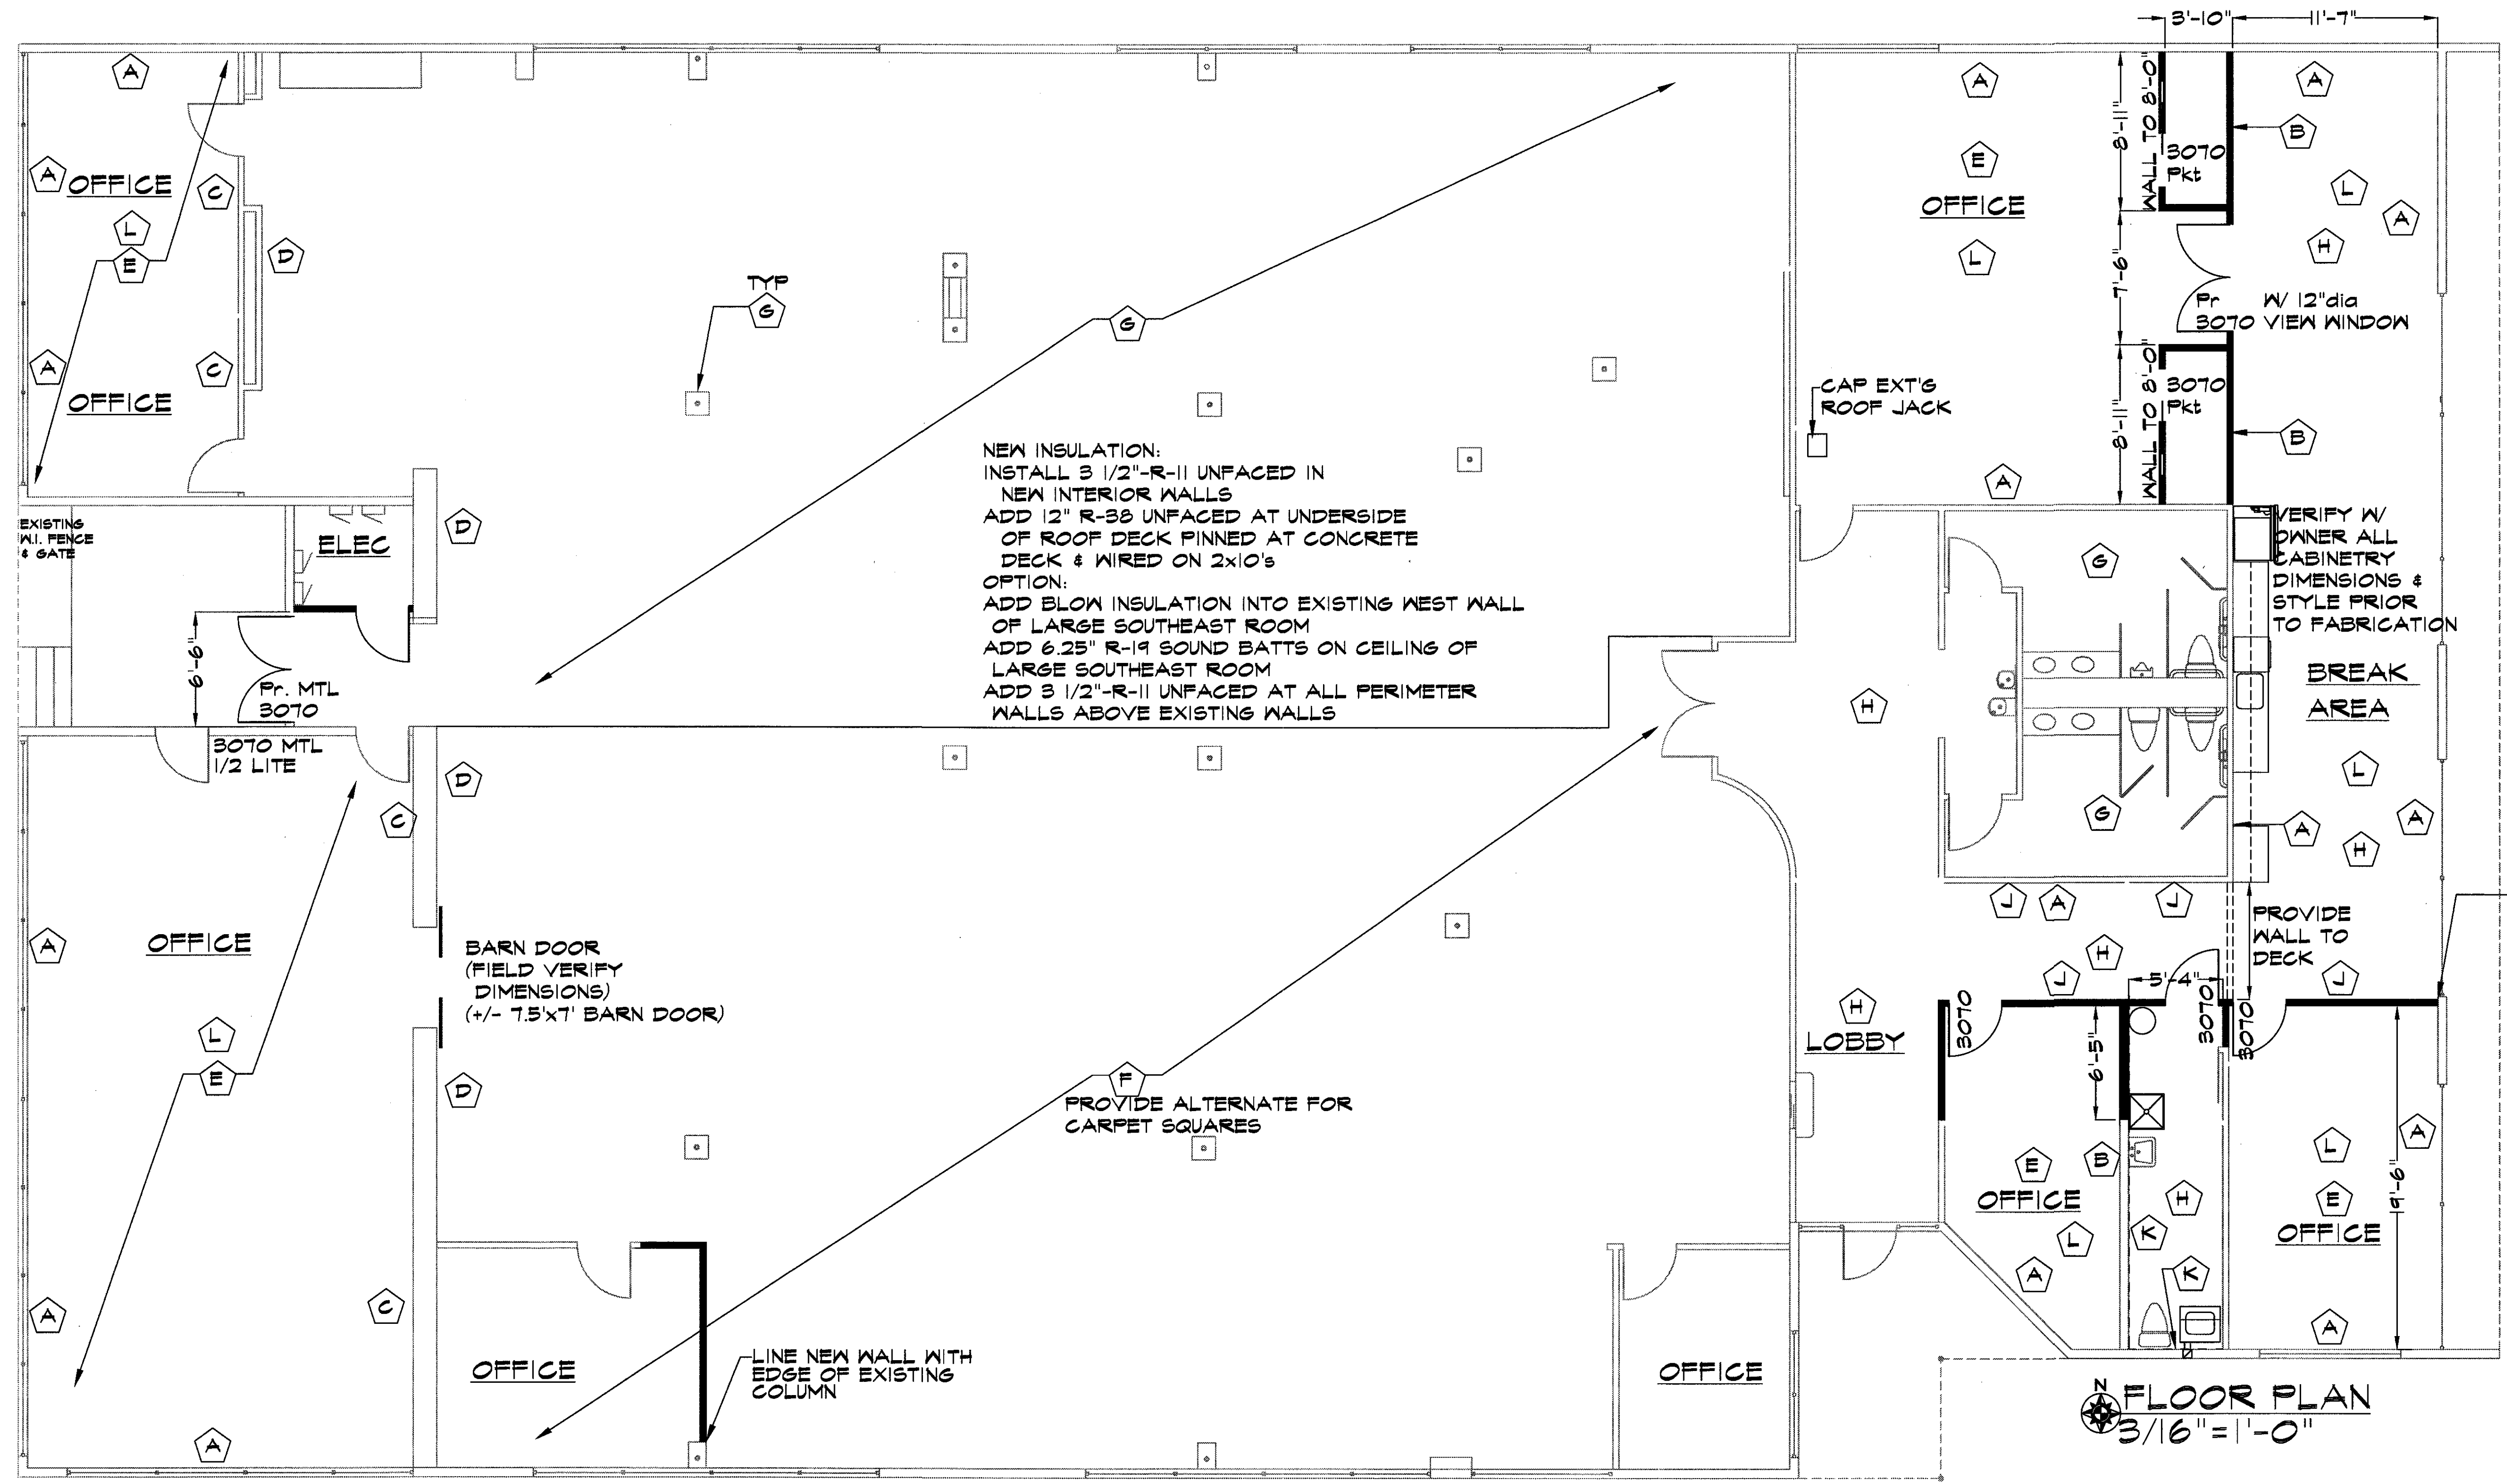 3'-10"
11'-7"
A
A
A
OFFICE
C
L
E
D
A
C
OFFICE
TYP
G
G
A
E
OFFICE
L
8'-11"
WALL TO 8'-0"
3070
Pkt
B
L
A
H
7'-6"
Pr W/ 12"dia
3070 VIEW WINDOW
CAP EXT'G
ROOF JACK
8'-11"
WALL TO 8'-0"
3070
Pkt
B
A
NEW INSULATION:
INSTALL 3 1/2"-R-11 UNFACED IN
NEW INTERIOR WALLS
ADD 12" R-38 UNFACED AT UNDERSIDE
OF ROOF DECK PINNED AT CONCRETE
DECK & WIRED ON 2x10's
OPTION:
ADD BLOW INSULATION INTO EXISTING WEST WALL
OF LARGE SOUTHEAST ROOM
ADD 6.25" R-19 SOUND BATTS ON CEILING OF
LARGE SOUTHEAST ROOM
ADD 3 1/2"-R-11 UNFACED AT ALL PERIMETER
WALLS ABOVE EXISTING WALLS
EXISTING
W.I. FENCE
& GATE
ELEC
D
6'-6"
Pr. MTL
3070
3070 MTL
1/2 LITE
G
VERIFY W/
OWNER ALL
CABINETRY
DIMENSIONS &
STYLE PRIOR
TO FABRICATION
BREAK
AREA
H
L
A
A
H
G
D
C
J
A
J
PROVIDE
WALL TO
DECK
H
J
J
5'-4"
A
OFFICE
BARN DOOR
(FIELD VERIFY
DIMENSIONS)
(+/- 7.5'x7' BARN DOOR)
L
E
D
F
PROVIDE ALTERNATE FOR
CARPET SQUARES
H
LOBBY
3070
3070
3070
6'-5"
E
B
OFFICE
L
A
H
K
K
A
L
E
OFFICE
9'-6"
A
A
C
OFFICE
LINE NEW WALL WITH
EDGE OF EXISTING
COLUMN
OFFICE
A
N
FLOOR PLAN
3/16"=1'-0"